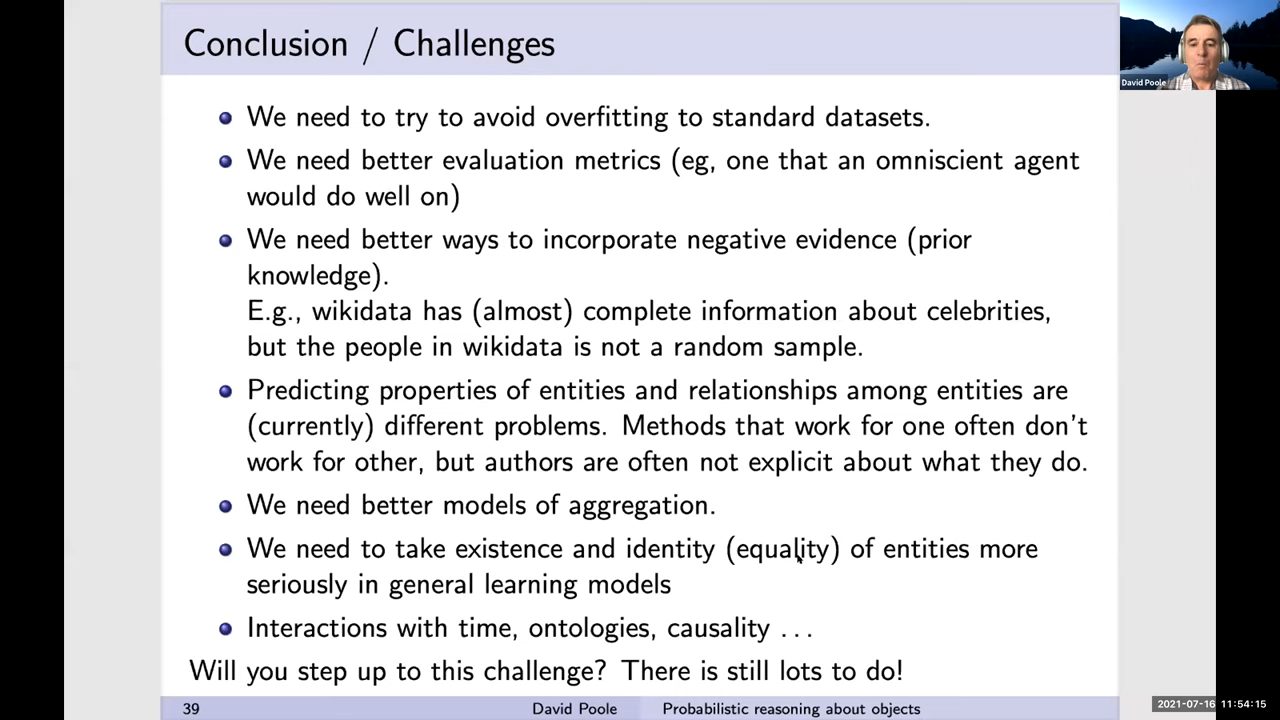 Conclusion / Challenges
We need to try to avoid overfitting to standard datasets.
We need better evaluation metrics (eg, one that an omniscient agent
would do well on)
We need better ways to incorporate negative evidence (prior
knowledge).
E.g., wikidata has (almost) complete information about celebrities,
but the people in wikidata is not a random sample.
Predicting properties of entities and relationships among entities are
(currently) different problems. Methods that work for one often don't
work for other, but authors are often not explicit about what they do.
We need better models of aggregation.
We need to take existence and identity (equality) of entities more
seriously in general learning models
Interactions with time, ontologies, causality ...
Will you step up to this challenge? There is still lots to do!
39 David Poole Probabilistic reasoning about objects
David Poole
2021-07-16 11:54:15